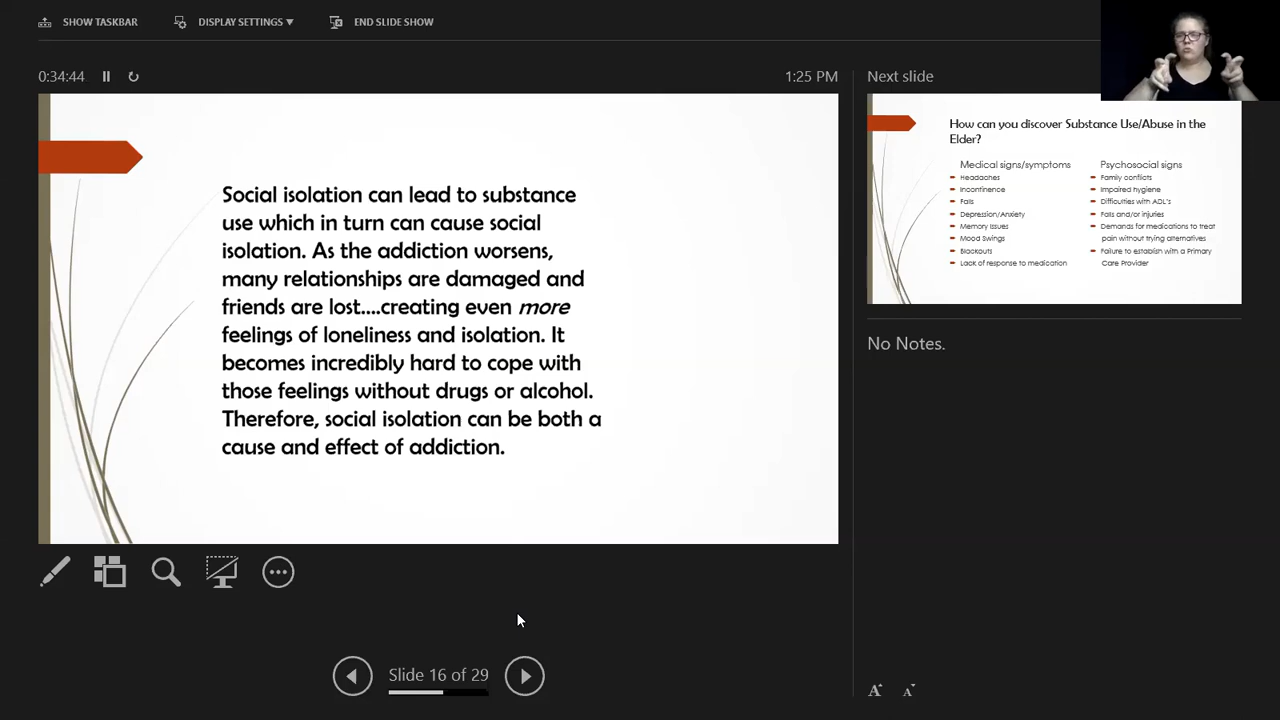 SHOW TASKBAR
DISPLAY SETTINGS ▼
END SLIDE SHOW
0:34:44
1:25 PM
Social isolation can lead to substance
use which in turn can cause social
isolation. As the addiction worsens,
many relationships are damaged and
friends are lost....creating even more
feelings of loneliness and isolation. It
becomes incredibly hard to cope with
those feelings without drugs or alcohol.
Therefore, social isolation can be both a
cause and effect of addiction.
Slide 16 of 29
Next slide
How can you discover Substance Use/Abuse in the
Elder?
Medical signs/symptoms
Headaches
Incontinence
Falls
Depression/Anxiety
Memory Issues
Mood Swings
Blackouts
Lack of response to medication
Psychosocial signs
Family conflicts
Impaired hygiene
Difficulties with ADL's
Falls and/or injuries
Demands for medications to treat
pain without trying alternatives
Failure to establish with a Primary
Care Provider
No Notes.
A
A